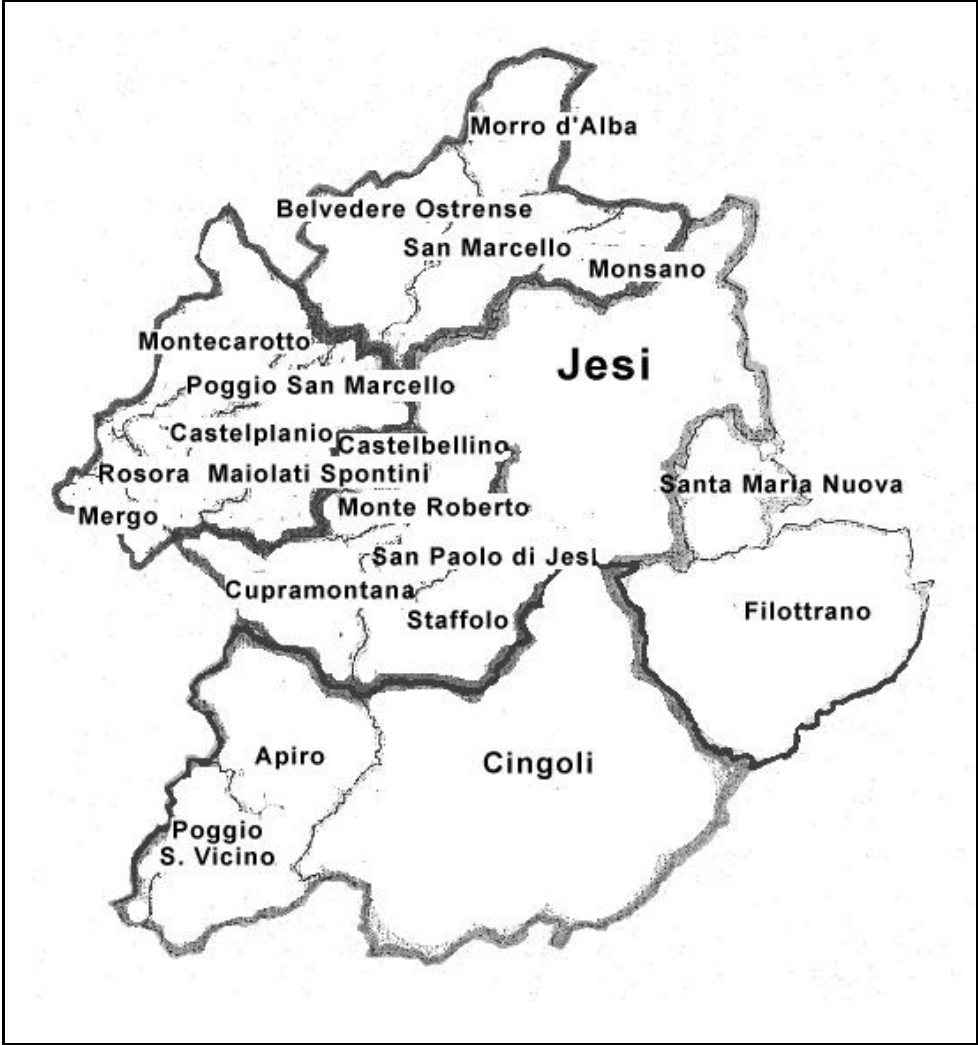 Morro d'Alba
Belvedere Ostrense
San Marcello
Monsano
Montecarotto
Jesi
Poggio San Marcello
Castelplanio
Castelbellino
Rosora
Maiolati Spontini
Santa Maria Nuova
Mergo
Monte Roberto
San Paolo di Jesi
Cupramontana
Staffolo
Filottrano
Apiro
Cingoli
Poggio
S. Vicino